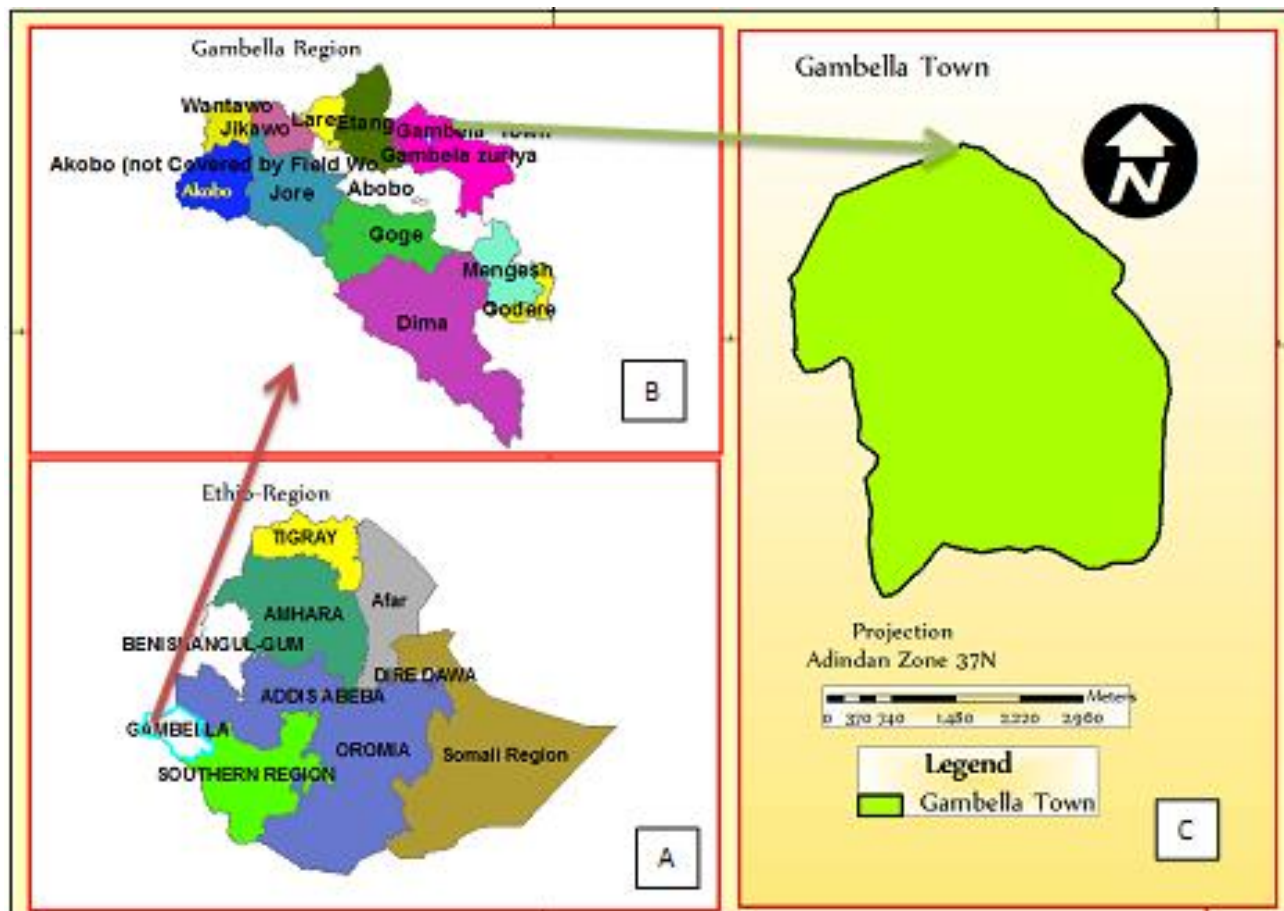 Gambella Region
Wantawo
Jikawo
Lare
Etang
Gambela Town
Gambela zuriya
Akobo (not Covered by Field Wo
Akobo
Jore
Abobo
Goge
Mengesh
Godere
Dima
B
Ethio-Region
TIGRAY
Afar
AMHARA
BENISHANGUL-GUM
DIRE DAWA
ADDIS ABEBA
GAMBELLA
OROMIA
Somali Region
SOUTHERN REGION
A
Gambella Town
N
Projection
Adindan Zone 37N
Meters
0 370 740 1,480 2,220 2,960
Legend
Gambella Town
C